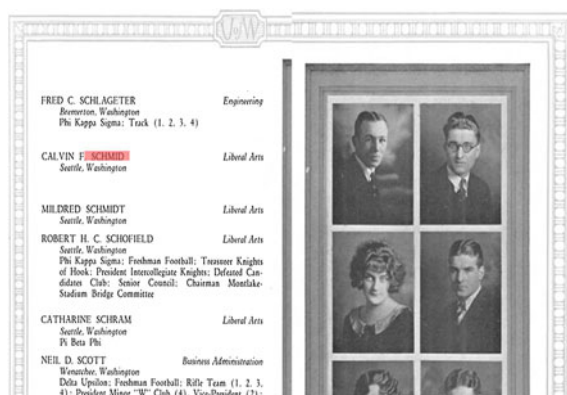 U of W
FRED C. SCHLAGETER Engineering
Bremerton, Washington
Phi Kappa Sigma; Track (1, 2, 3, 4)
CALVIN F. SCHMID Liberal Arts
Seattle, Washington
MILDRED SCHMIDT Liberal Arts
Seattle, Washington
ROBERT H. C. SCHOFIELD Liberal Arts
Seattle, Washington
Phi Kappa Sigma; Freshman Football; Treasurer Knights
of Hook; President Intercollegiate Knights; Defeated Can-
didates Club; Senior Council; Chairman Montlake-
Stadium Bridge Committee
CATHARINE SCHRAM Liberal Arts
Seattle, Washington
Pi Beta Phi
NEIL D. SCOTT Business Administration
Wenatchee, Washington
Delta Upsilon; Freshman Football; Rifle Team (1, 2, 3,
4); President Minor "W" Club (4), Vice-President (2);